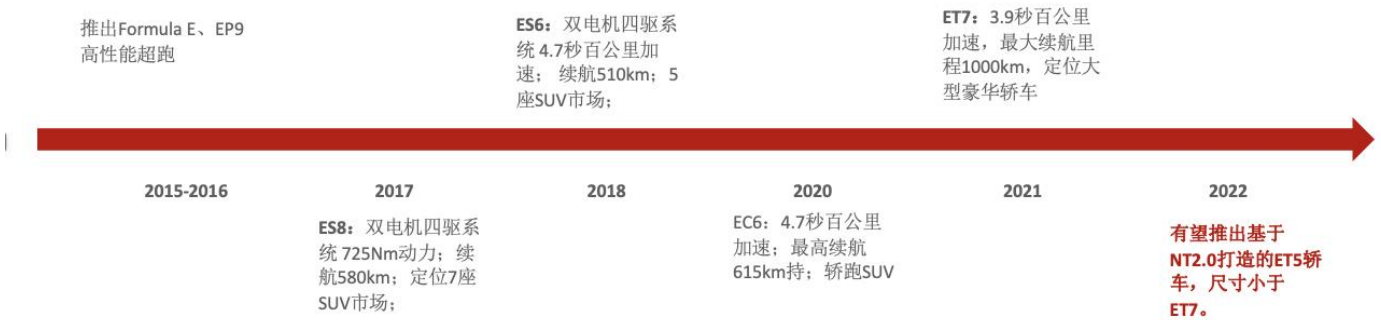 推出Formula E、EP9
高性能超跑
ES6：双电机四驱系
统 4.7秒百公里加
速； 续航510km；5
座SUV市场；
ET7：3.9秒百公里
加速，最大续航里
程1000km，定位大
型豪华轿车
2015-2016
2017
2018
2020
2021
2022
ES8：双电机四驱系
统 725Nm动力；续
航580km；定位7座
SUV市场；
EC6：4.7秒百公里
加速；最高续航
615km持；轿跑SUV
有望推出基于
NT2.0打造的ET5轿
车，尺寸小于
ET7。